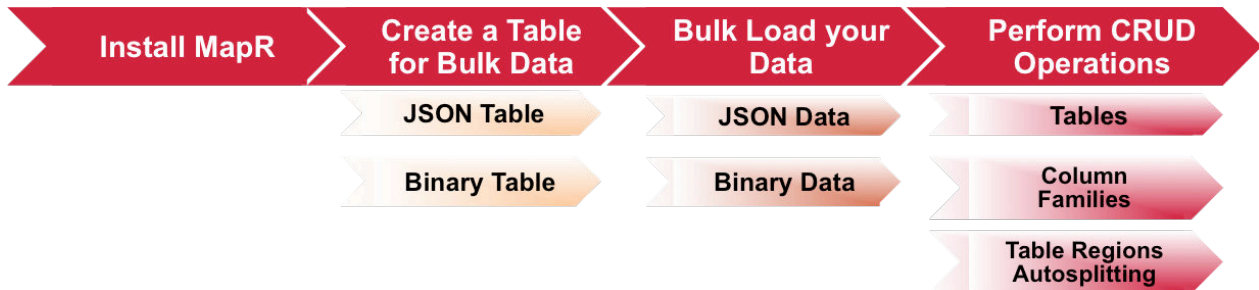 Install MapR
Create a Table
for Bulk Data
Bulk Load your
Data
Perform CRUD
Operations
JSON Table
JSON Data
Tables
Binary Table
Binary Data
Column
Families
Table Regions
Autosplitting